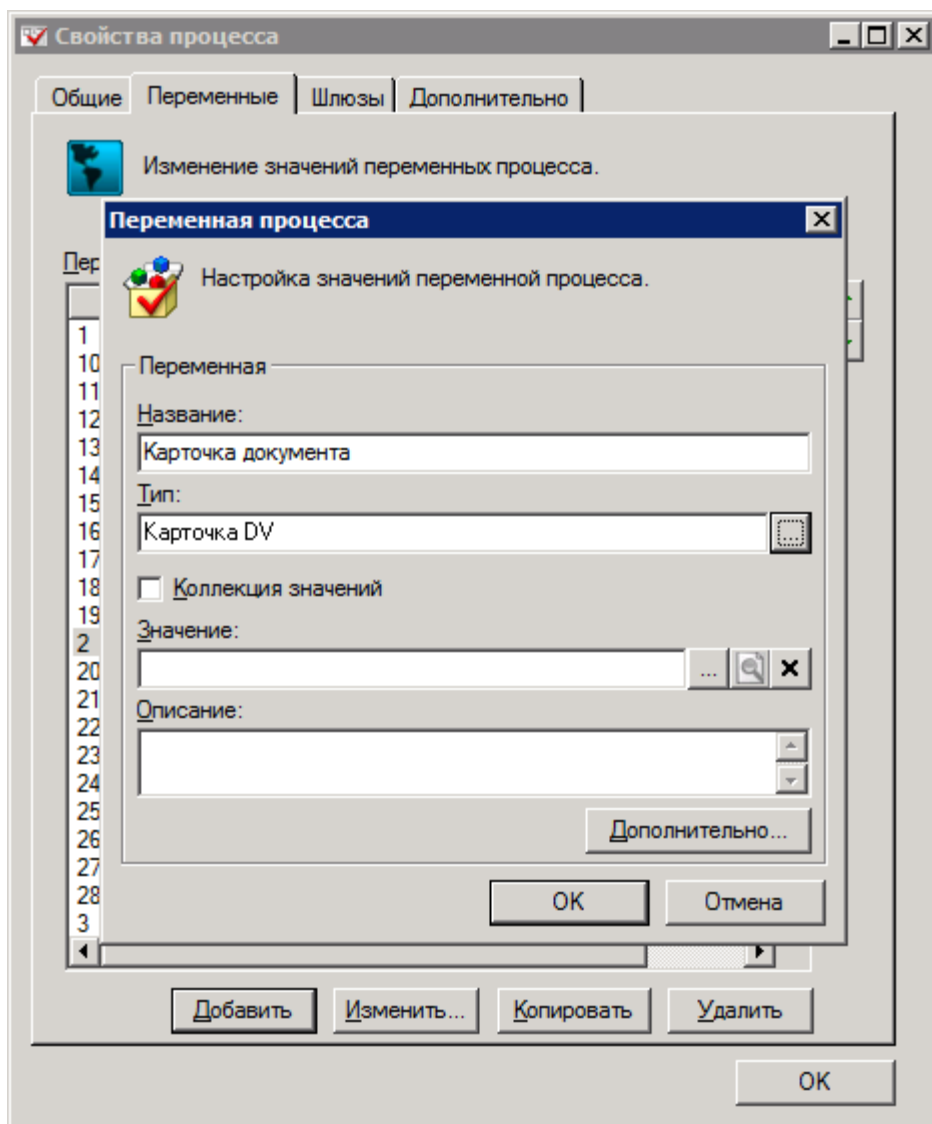 Свойства процесса
Общие Переменные Шлюзы Дополнительно
Изменение значений переменных процесса.
Переменная процесса
Настройка значений переменной процесса.
Переменная
Название:
Карточка документа
Тип:
Карточка DV
...
Коллекция значений
Значение:
...
Описание:
Дополнительно...
OK Отмена
1
10
11
12
13
14
15
16
17
18
19
2
20
21
22
23
24
25
26
27
28
3
Добавить Изменить... Копировать Удалить
OK